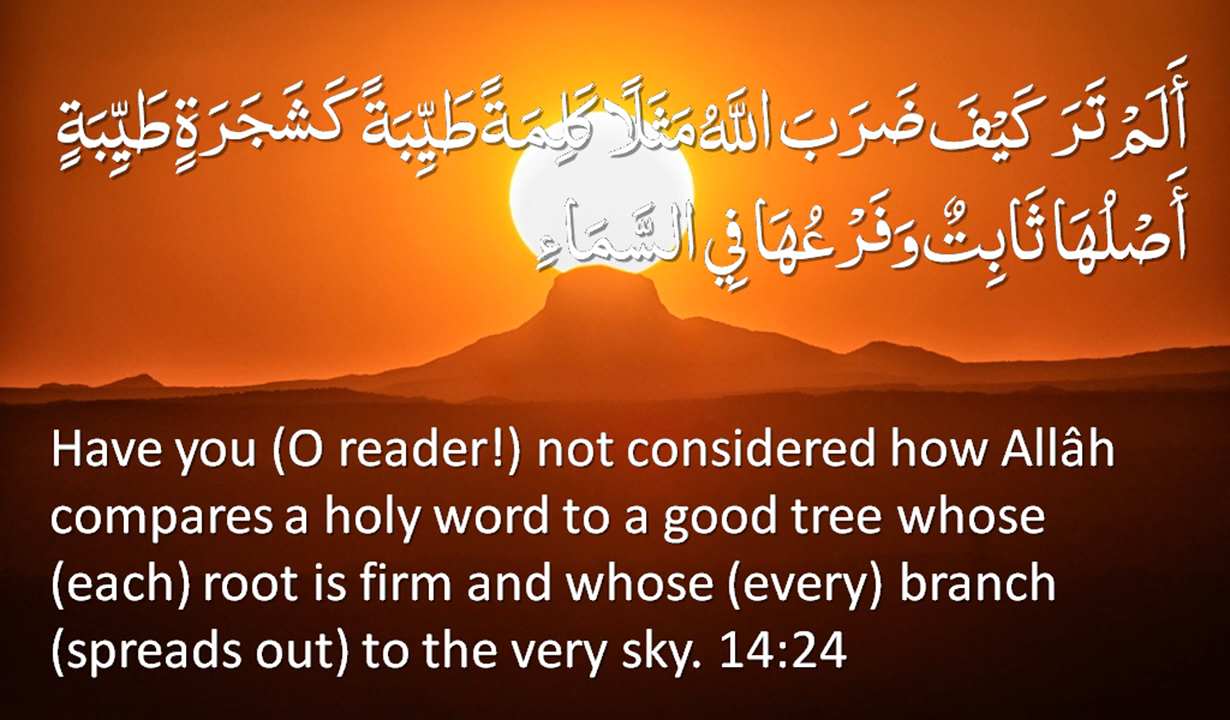 أَلَمْ تَرَ كَيْفَ ضَرَبَ اللَّهُ مَثَلًا كَلِمَةً طَيِّبَةً كَشَجَرَةٍ طَيِّبَةٍ
أَصْلُهَا ثَابِتٌ وَفَرْعُهَا فِي السَّمَاءِ
Have you (O reader!) not considered how Allâh
compares a holy word to a good tree whose
(each) root is firm and whose (every) branch
(spreads out) to the very sky. 14:24